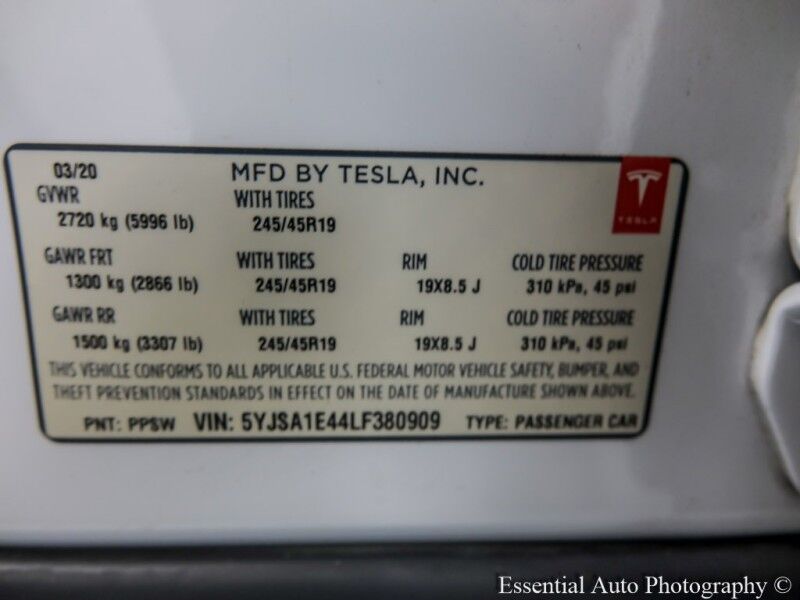 03/20 MFD BY TESLA, INC.
GVWR WITH TIRES
2720 kg (5996 lb) 245/45R19
TESLA
GAWR FRT WITH TIRES RIM COLD TIRE PRESSURE
1300 kg (2866 lb) 245/45R19 19X8.5 J 310 kPa, 45 psi
GAWR RR WITH TIRES RIM COLD TIRE PRESSURE
1500 kg (3307 lb) 245/45R19 19X8.5 J 310 kPa, 45 psi
THIS VEHICLE CONFORMS TO ALL APPLICABLE U.S. FEDERAL MOTOR VEHICLE SAFETY, BUMPER, AND
THEFT PREVENTION STANDARDS IN EFFECT ON THE DATE OF MANUFACTURE SHOWN ABOVE.
PNT: PPSW VIN: 5YJSA1E44LF380909 TYPE: PASSENGER CAR
Essential Auto Photography ©